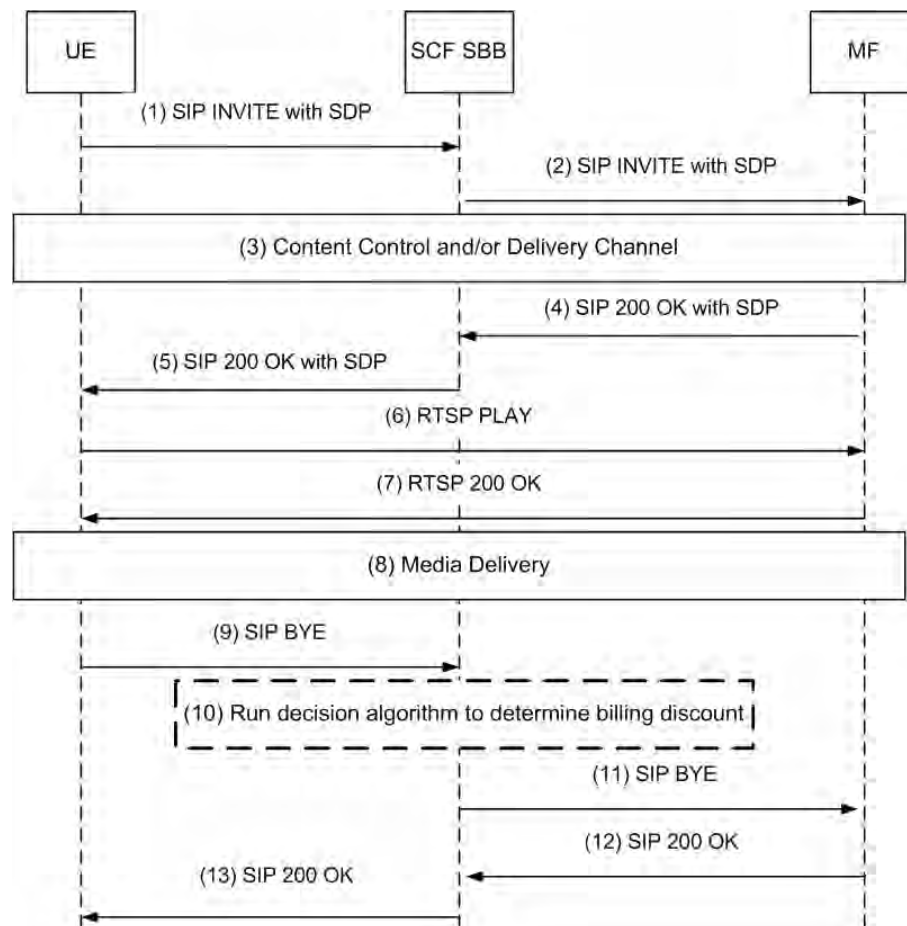 UE
SCF SBB
MF
(1) SIP INVITE with SDP
(2) SIP INVITE with SDP
(3) Content Control and/or Delivery Channel
(4) SIP 200 OK with SDP
(5) SIP 200 OK with SDP
(6) RTSP PLAY
(7) RTSP 200 OK
(8) Media Delivery
(9) SIP BYE
(10) Run decision algorithm to determine billing discount
(11) SIP BYE
(12) SIP 200 OK
(13) SIP 200 OK